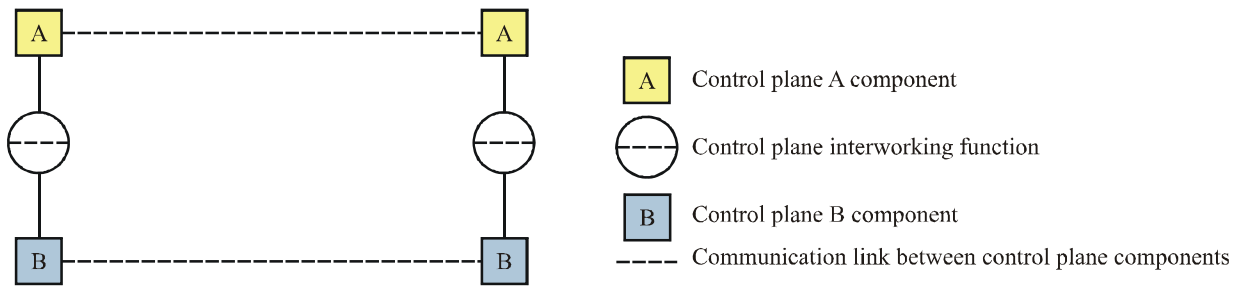 A
A
B
B
A
Control plane A component
Control plane interworking function
B
Control plane B component
Communication link between control plane components